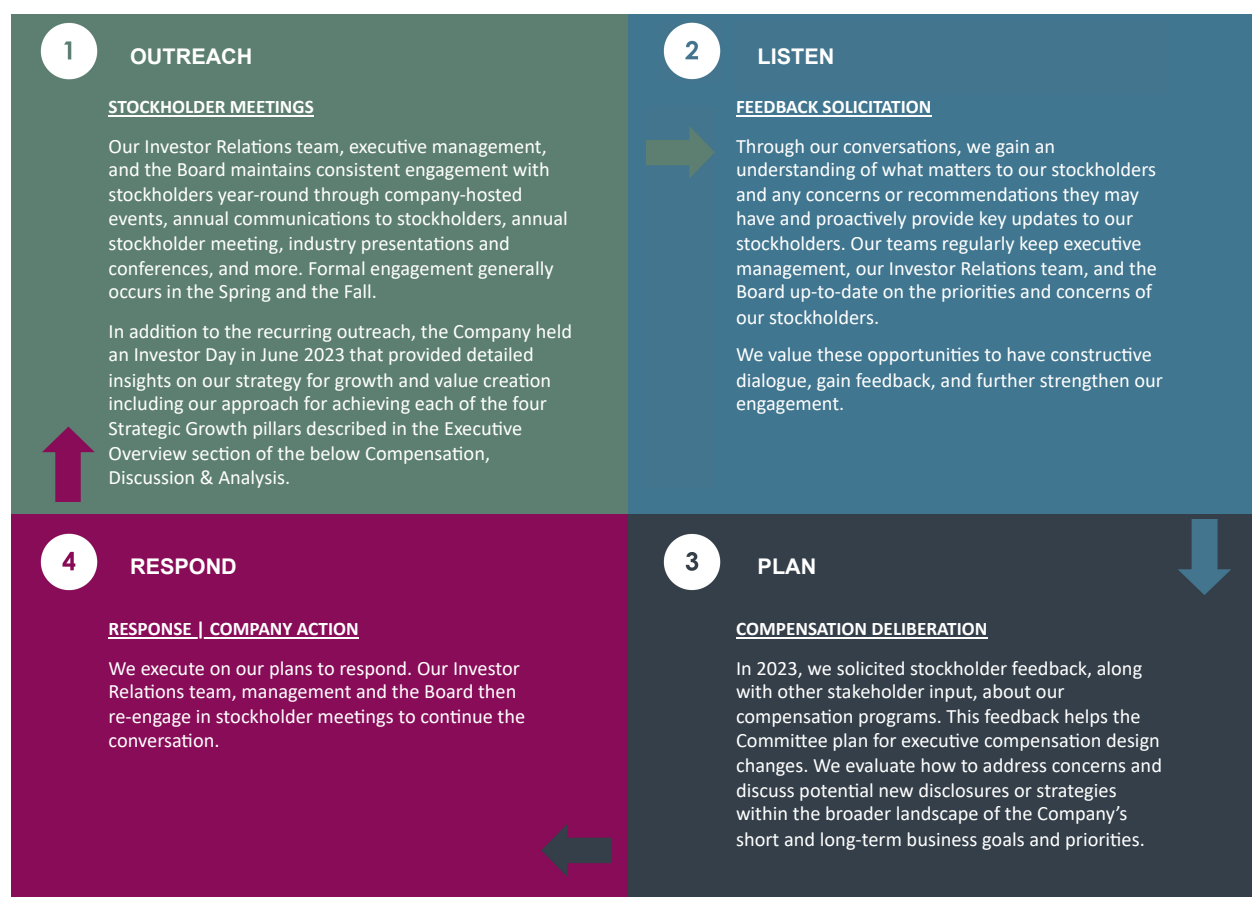 1
OUTREACH
STOCKHOLDER MEETINGS
Our Investor Relations team, executive management,
and the Board maintains consistent engagement with
stockholders year-round through company-hosted
events, annual communications to stockholders, annual
stockholder meeting, industry presentations and
conferences, and more. Formal engagement generally
occurs in the Spring and the Fall.
In addition to the recurring outreach, the Company held
an Investor Day in June 2023 that provided detailed
insights on our strategy for growth and value creation
including our approach for achieving each of the four
Strategic Growth pillars described in the Executive
Overview section of the below Compensation,
Discussion & Analysis.
2
LISTEN
FEEDBACK SOLICITATION
Through our conversations, we gain an
understanding of what matters to our stockholders
and any concerns or recommendations they may
have and proactively provide key updates to our
stockholders. Our teams regularly keep executive
management, our Investor Relations team, and the
Board up-to-date on the priorities and concerns of
our stockholders.
We value these opportunities to have constructive
dialogue, gain feedback, and further strengthen our
engagement.
3
PLAN
COMPENSATION DELIBERATION
In 2023, we solicited stockholder feedback, along
with other stakeholder input, about our
compensation programs. This feedback helps the
Committee plan for executive compensation design
changes. We evaluate how to address concerns and
discuss potential new disclosures or strategies
within the broader landscape of the Company's
short and long-term business goals and priorities.
4
RESPOND
RESPONSE | COMPANY ACTION
We execute on our plans to respond. Our Investor
Relations team, management and the Board then
re-engage in stockholder meetings to continue the
conversation.